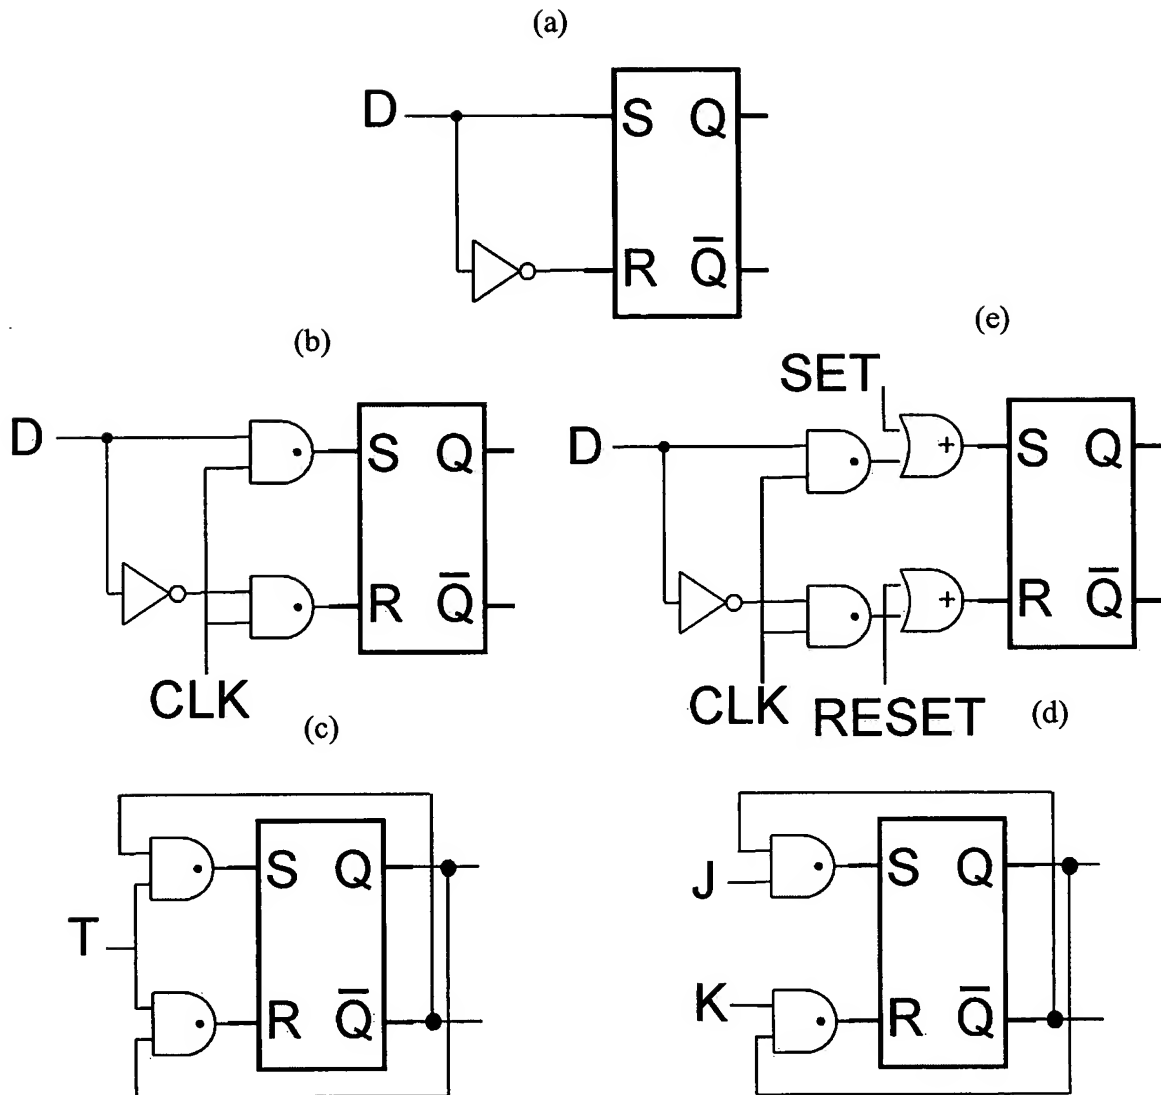 (a)
D
S Q
R Q̅
(b)
D
S Q
R Q̅
CLK
(e)
SET
D
+
S Q
+
R Q̅
CLK
RESET
(c)
T
S Q
R Q̅
(d)
J
K
S Q
R Q̅